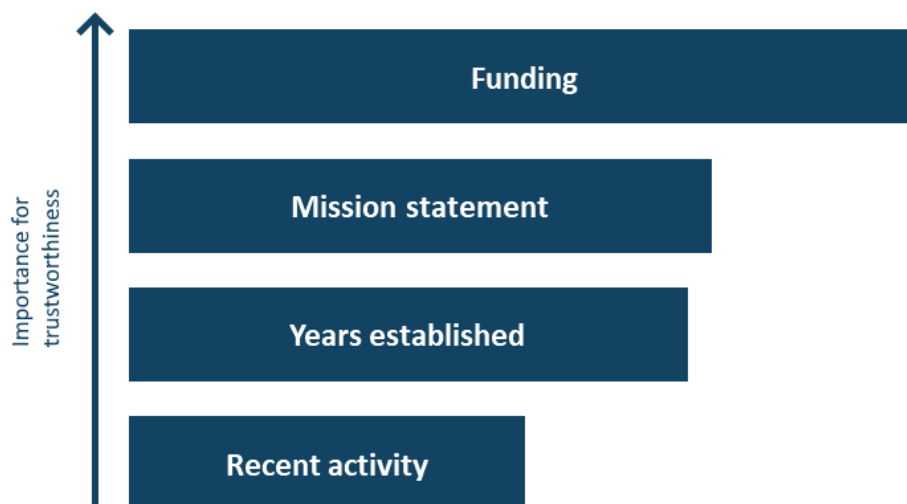 Funding
Mission statement
Years established
Recent activity
Importance for
trustworthiness